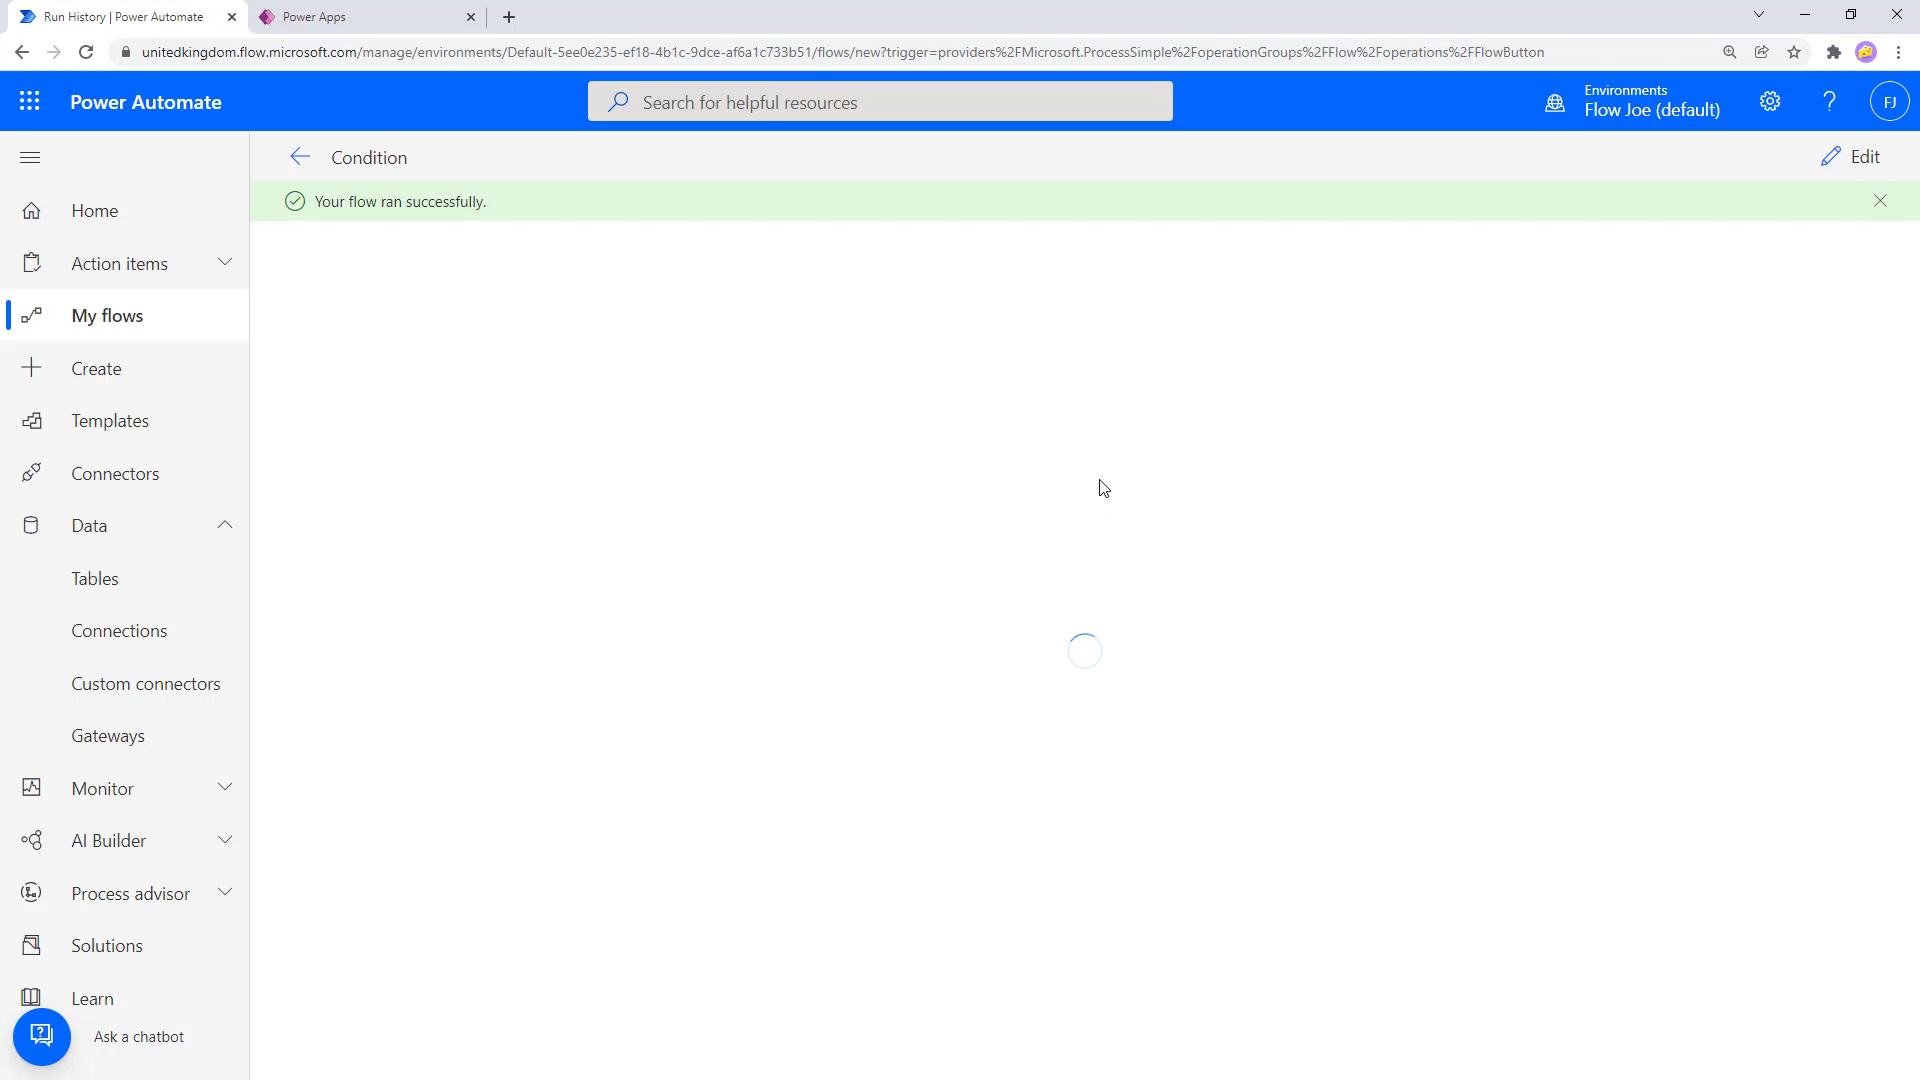 Run History | Power Automate
Power Apps
unitedkingdom.flow.microsoft.com/manage/environments/Default-5ee0e235-ef18-4b1c-9dce-af6a1c733b51/flows/new?trigger=providers%2FMicrosoft.ProcessSimple%2FoperationGroups%2FFlow%2Foperations%2FFlowButton
Power Automate
Search for helpful resources
Environments
Flow Joe (default)
FJ
Condition
Edit
Your flow ran successfully.
Home
Action items
My flows
Create
Templates
Connectors
Data
Tables
Connections
Custom connectors
Gateways
Monitor
AI Builder
Process advisor
Solutions
Learn
Ask a chatbot